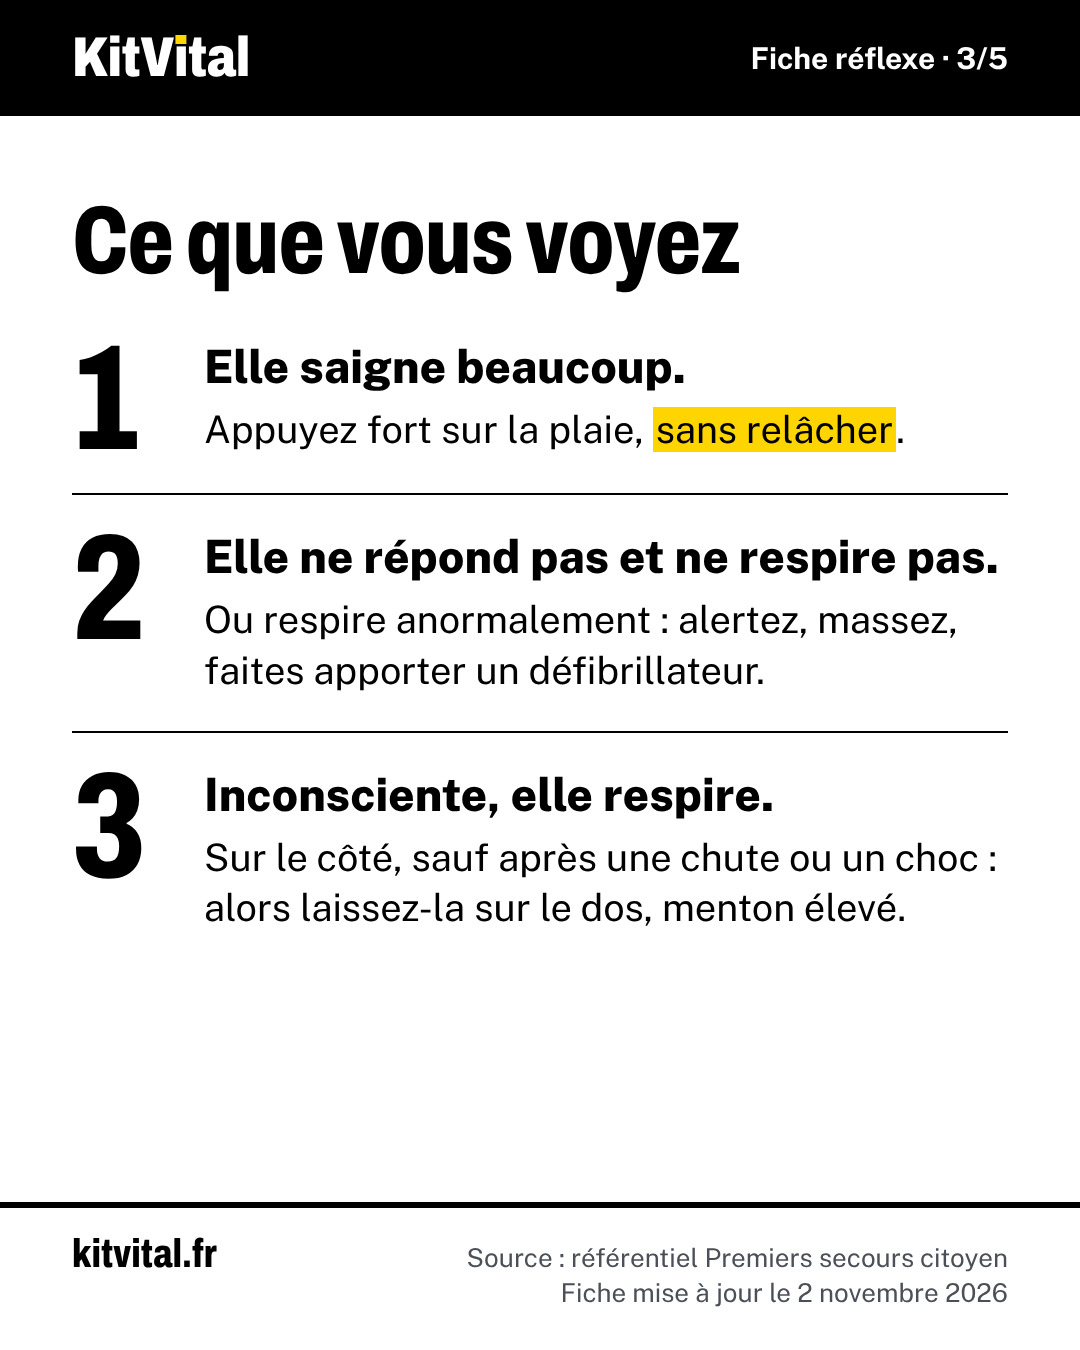 KitVital
Fiche réflexe · 3/5
Ce que vous voyez
1
Elle saigne beaucoup.
Appuyez fort sur la plaie, sans relâcher.
2
Elle ne répond pas et ne respire pas.
Ou respire anormalement : alertez, massez,
faites apporter un défibrillateur.
3
Inconsciente, elle respire.
Sur le côté, sauf après une chute ou un choc :
alors laissez-la sur le dos, menton élevé.
kitvital.fr
Source : référentiel Premiers secours citoyen
Fiche mise à jour le 2 novembre 2026